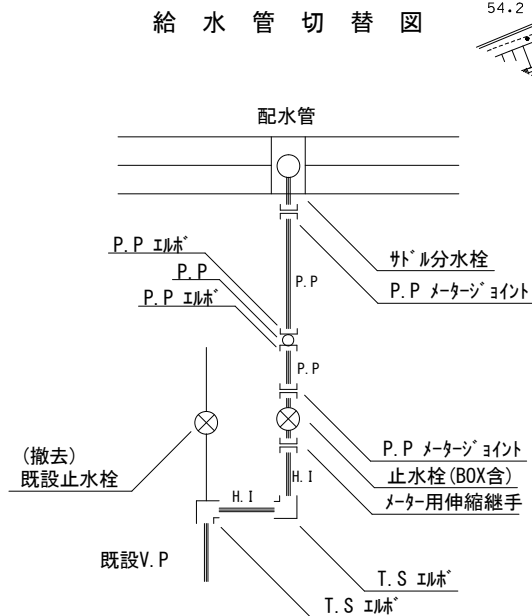 給水管切替図
54.2
配水管
P.P ｴﾙﾎﾞ
P.P
P.P ｴﾙﾎﾞ
P.P
ｻﾄﾞﾙ分水栓
P.P ﾒｰﾀｰｼﾞｮｲﾝﾄ
P.P
(撤去)
既設止水栓
P.P ﾒｰﾀｰｼﾞｮｲﾝﾄ
止水栓(BOX含)
ﾒｰﾀｰ用伸縮継手
H.I
H.I
既設V.P
T.S ｴﾙﾎﾞ
T.S ｴﾙﾎﾞ